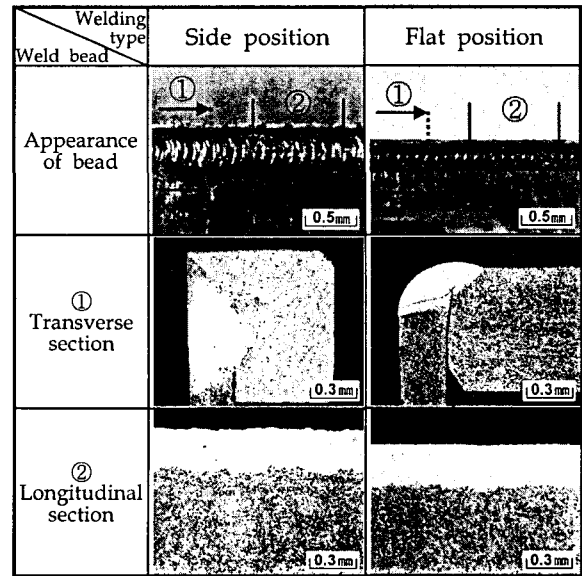 Welding
type
Weld bead
Side position
Flat position
Appearance
of bead
① ②
0.5mm
① ②
0.5mm
①
Transverse
section
0.3mm
0.3mm
②
Longitudinal
section
0.3mm
0.3mm